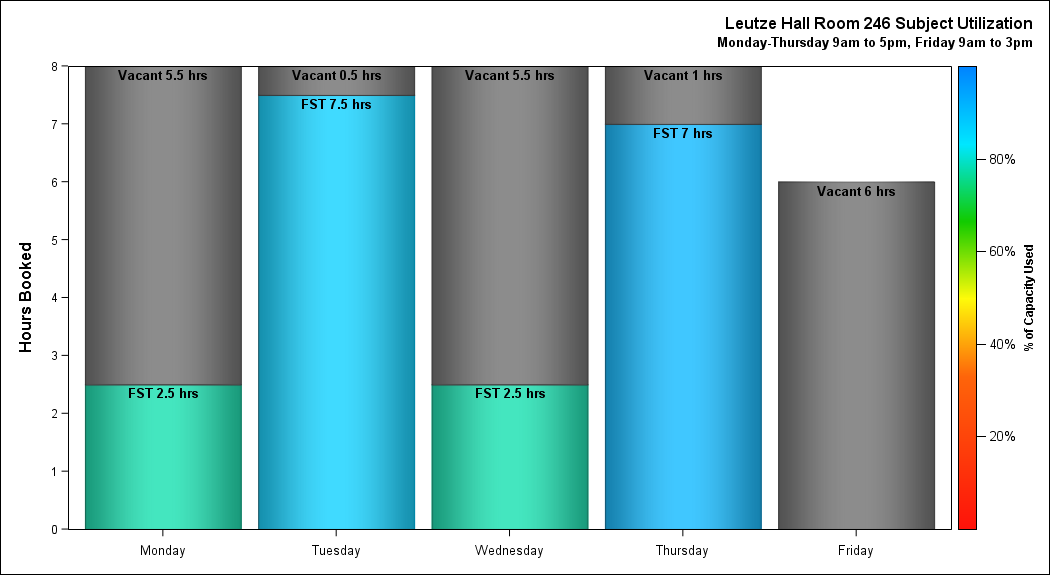 Leutze Hall Room 246 Subject Utilization
Monday-Thursday 9am to 5pm, Friday 9am to 3pm
Hours Booked
8
7
6
5
4
3
2
1
0
Vacant 5.5 hrs
FST 2.5 hrs
Vacant 0.5 hrs
FST 7.5 hrs
Vacant 5.5 hrs
FST 2.5 hrs
Vacant 1 hrs
FST 7 hrs
Vacant 6 hrs
Monday
Tuesday
Wednesday
Thursday
Friday
80%
60%
40%
20%
% of Capacity Used